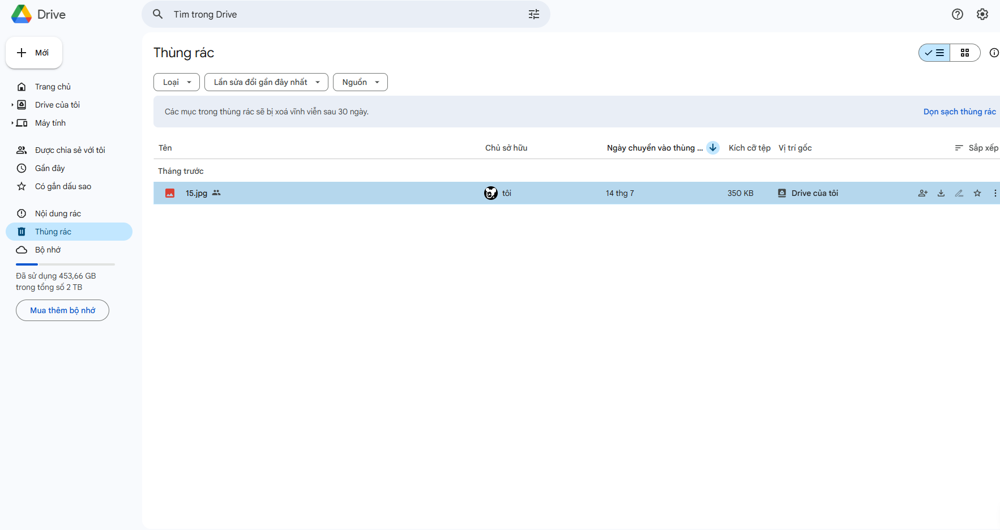 Drive
Tìm trong Drive
Mới
Trang chủ
Drive của tôi
Máy tính
Được chia sẻ với tôi
Gần đây
Có gắn dấu sao
Nội dung rác
Thùng rác
Bộ nhớ
Đã sử dụng 453,66 GB
trong tổng số 2 TB
Mua thêm bộ nhớ
Thùng rác
Loại
Lần sửa đổi gần đây nhất
Nguồn
Các mục trong thùng rác sẽ bị xoá vĩnh viễn sau 30 ngày.
Dọn sạch thùng rác
Tên Chủ sở hữu Ngày chuyển vào thùng ... Kích cỡ tệp Vị trí gốc Sắp xếp
Tháng trước
15.jpg tôi 14 thg 7 350 KB Drive của tôi